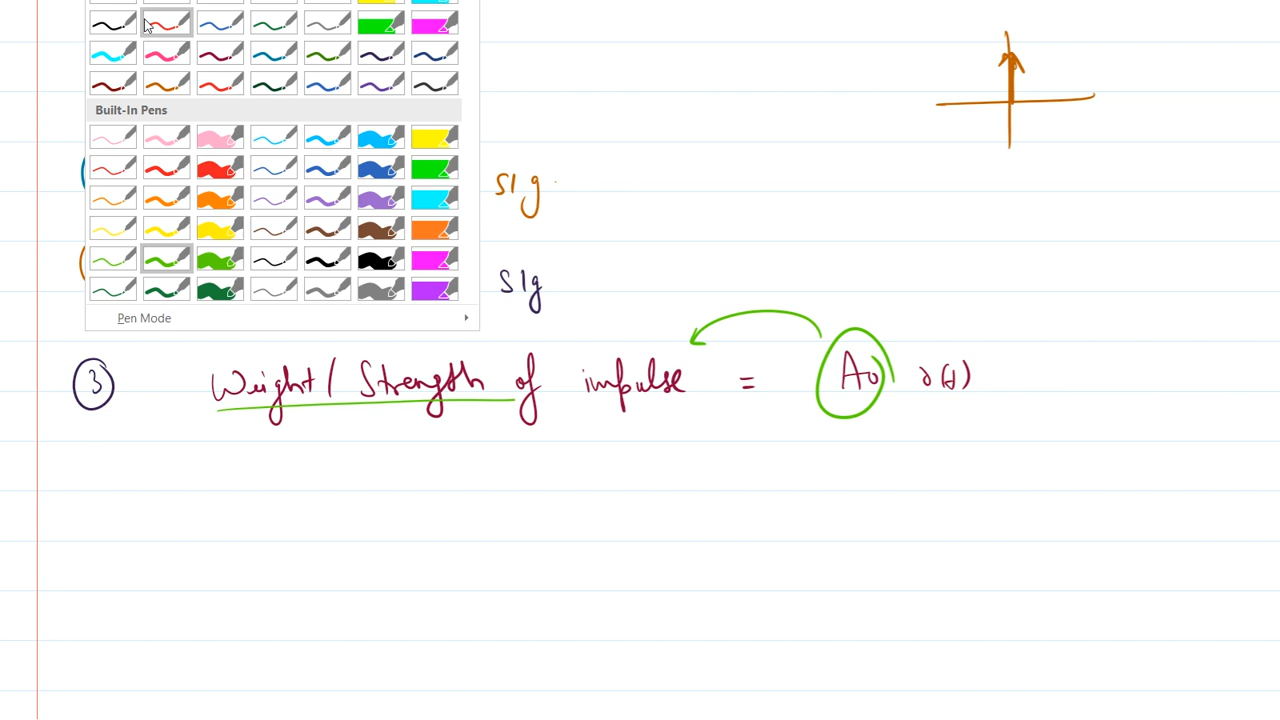 Built-In Pens
Sig
Sig
Pen Mode
③ Weight/ Strength of impulse = A₀ δ(t)